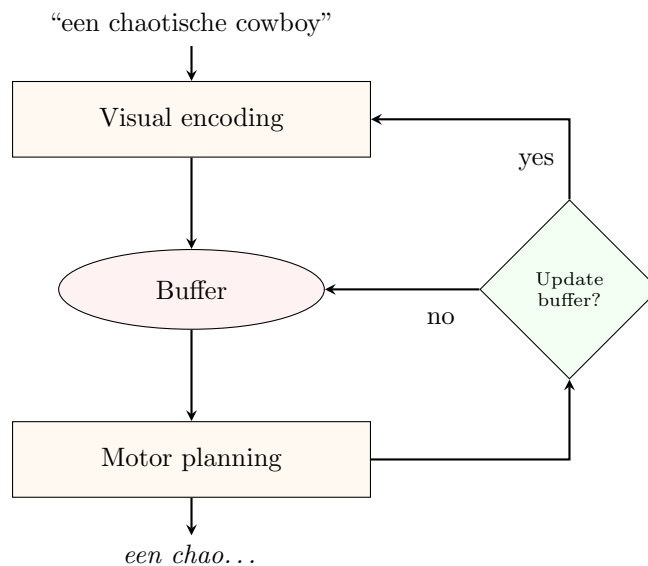 “een chaotische cowboy”
Visual encoding
yes
Update
buffer?
Buffer
no
Motor planning
een chao...